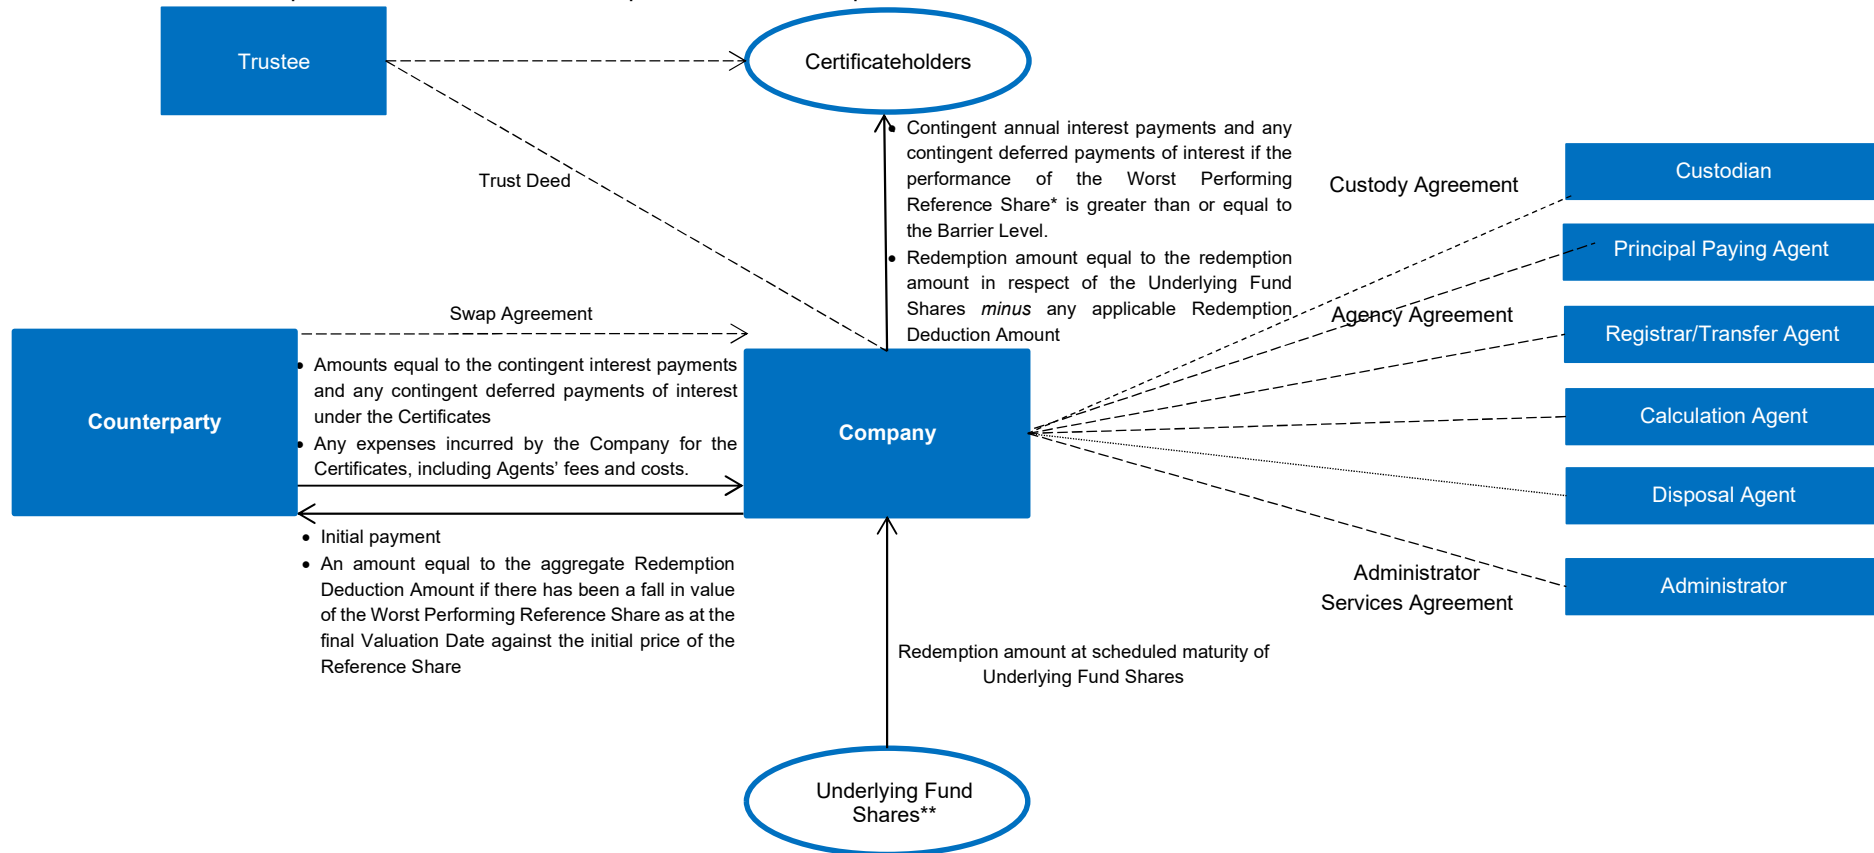 Trustee
Certificateholders
Trust Deed
• Contingent annual interest payments and any
contingent deferred payments of interest if the
performance of the Worst Performing
Reference Share* is greater than or equal to
the Barrier Level.
• Redemption amount equal to the redemption
amount in respect of the Underlying Fund
Shares minus any applicable Redemption
Deduction Amount
Custody Agreement
Custodian
Principal Paying Agent
Agency Agreement
Registrar/Transfer Agent
Calculation Agent
Disposal Agent
Administrator
Services Agreement
Administrator
Swap Agreement
Counterparty
• Amounts equal to the contingent interest payments
and any contingent deferred payments of interest
under the Certificates
• Any expenses incurred by the Company for the
Certificates, including Agents’ fees and costs.
Company
• Initial payment
• An amount equal to the aggregate Redemption
Deduction Amount if there has been a fall in value
of the Worst Performing Reference Share as at the
final Valuation Date against the initial price of the
Reference Share
Redemption amount at scheduled maturity of
Underlying Fund Shares
Underlying Fund
Shares**